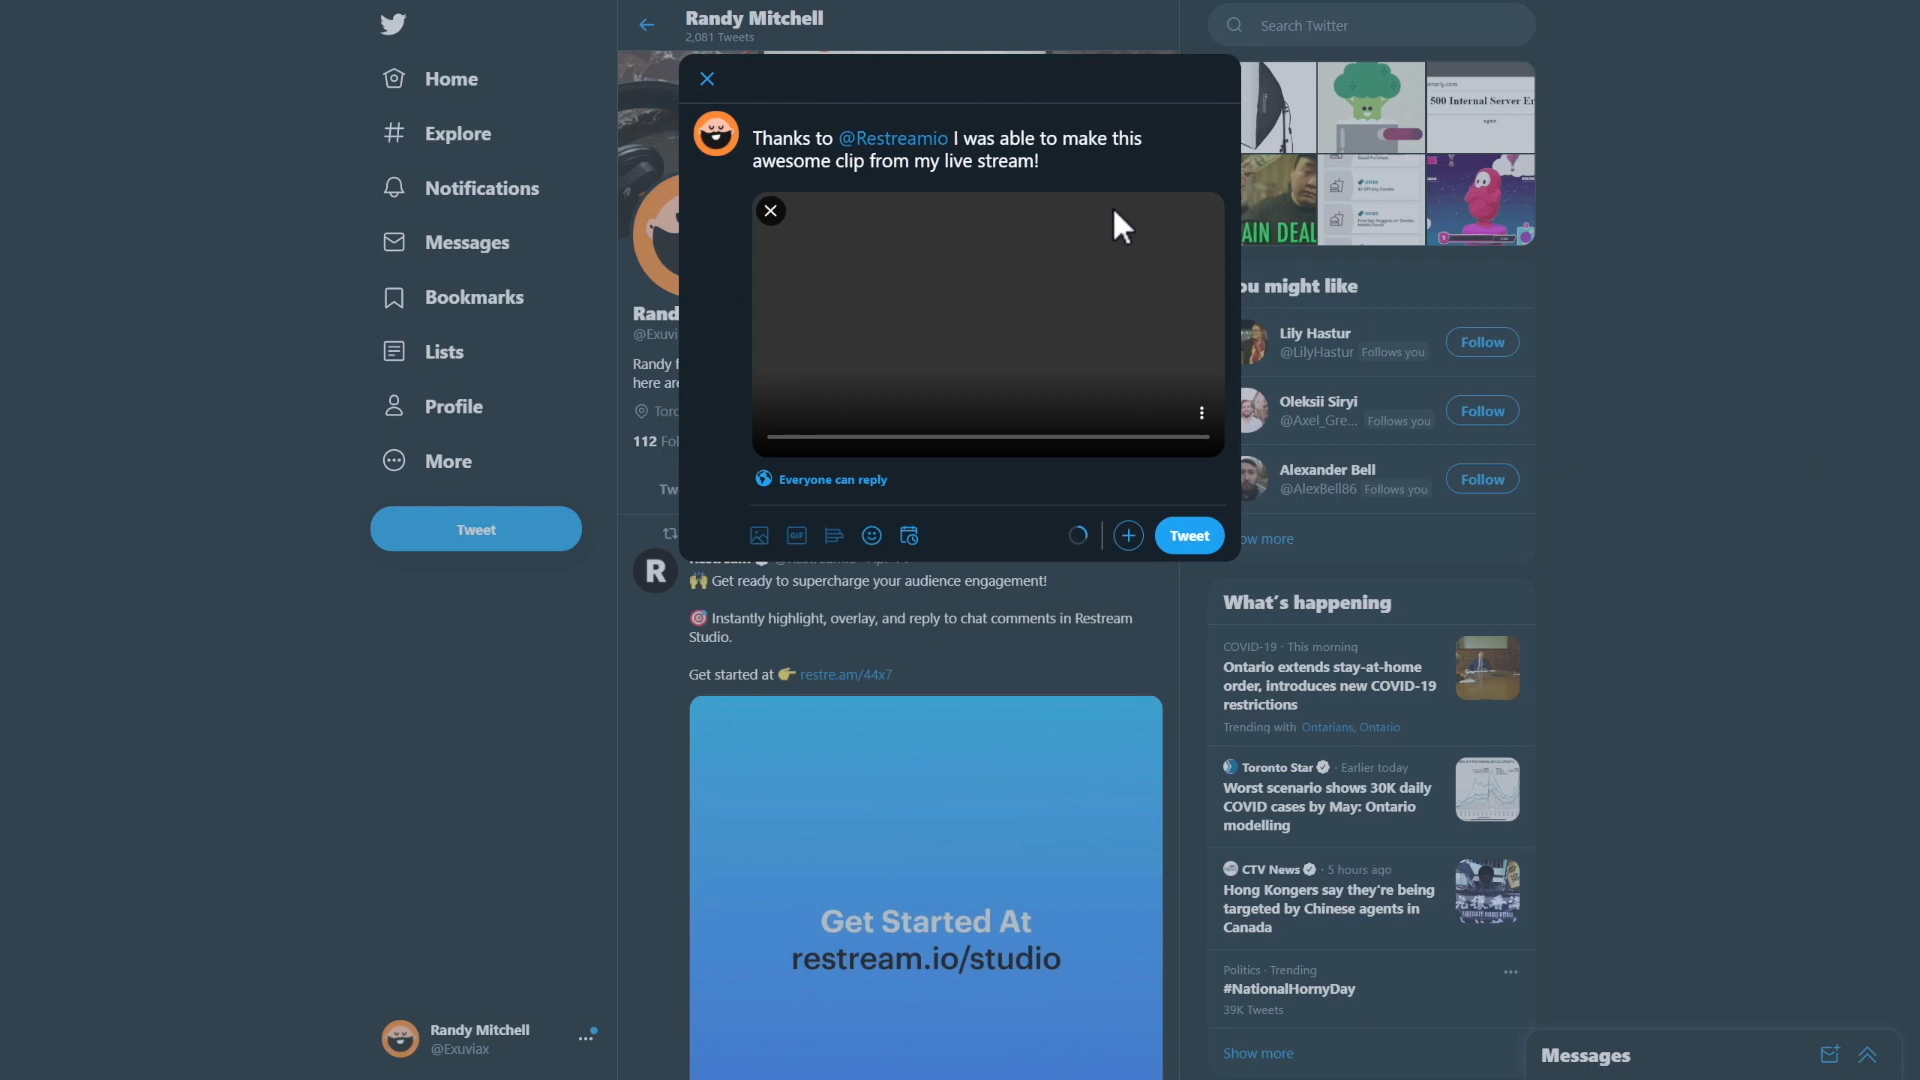 Home
Explore
Notifications
Messages
Bookmarks
Lists
Profile
More
Tweet
Randy Mitchell
@Exuviax
Randy Mitchell
2,081 Tweets
Thanks to @Restreamio I was able to make this
awesome clip from my live stream!
Everyone can reply
GIF
Tweet
Rand
@Exuvi
Randy f
here are
Toro
112 Fol
Tw
R
🙌 Get ready to supercharge your audience engagement!
🎯 Instantly highlight, overlay, and reply to chat comments in Restream
Studio.
Get started at 👉 restre.am/44x7
Get Started At
restream.io/studio
Search Twitter
500 Internal Server Er
AIN DEAL
ou might like
Lily Hastur
@LilyHastur Follows you
Follow
Oleksii Siryi
@Axel_Gre... Follows you
Follow
Alexander Bell
@AlexBell86 Follows you
Follow
ow more
What's happening
COVID-19 · This morning
Ontario extends stay-at-home
order, introduces new COVID-19
restrictions
Trending with Ontarians, Ontario
Toronto Star · Earlier today
Worst scenario shows 30K daily
COVID cases by May: Ontario
modelling
CTV News · 5 hours ago
Hong Kongers say they're being
targeted by Chinese agents in
Canada
Politics · Trending
#NationalHornyDay
39K Tweets
Show more
Messages